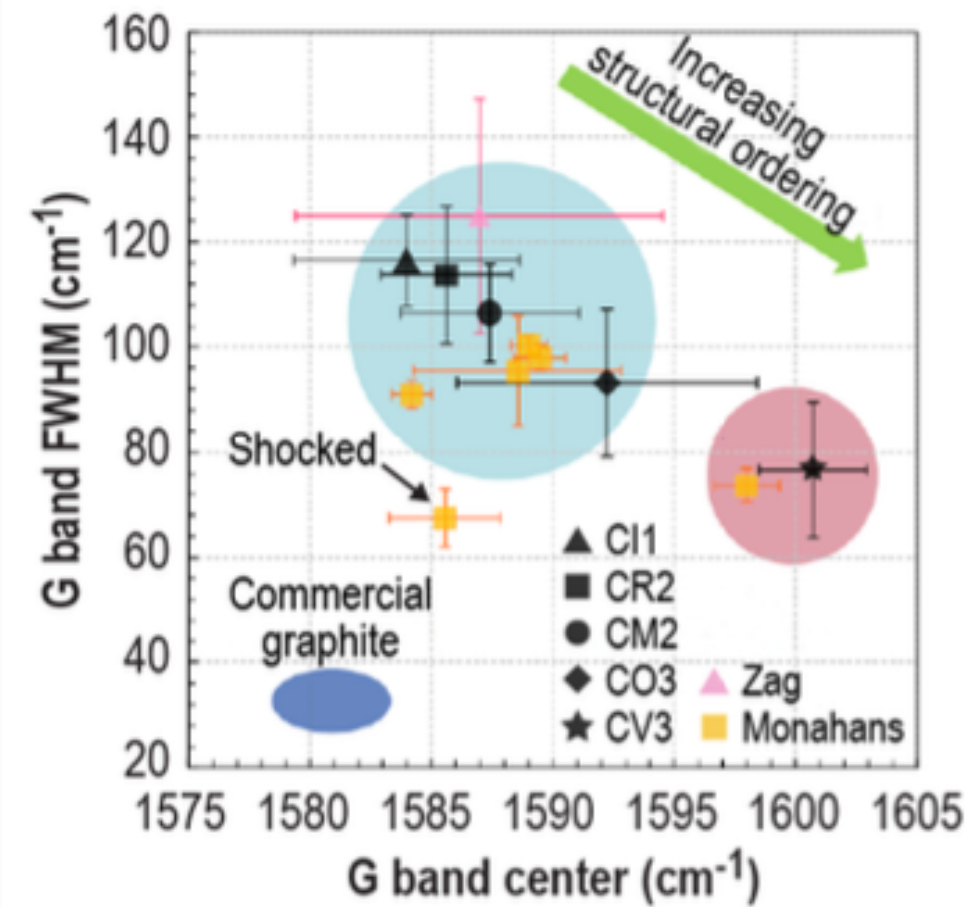 160
140
120
100
80
60
40
20
G band FWHM (cm-1)
Increasing
structural ordering
Shocked
Commercial
graphite
CI1
CR2
CM2
CO3
CV3
Zag
Monahans
1575 1580 1585 1590 1595 1600 1605
G band center (cm-1)